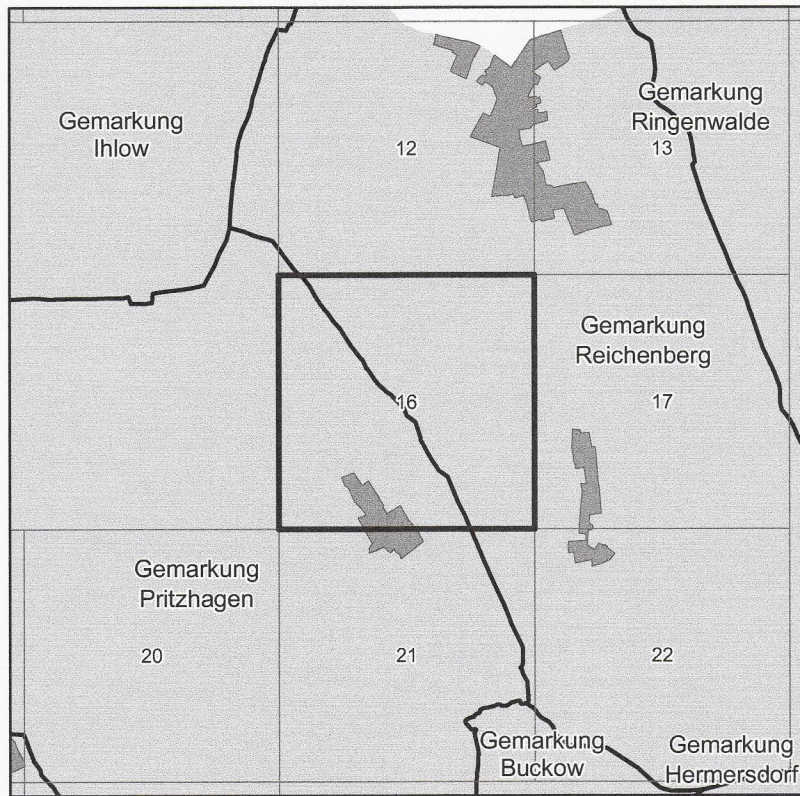 Gemarkung
Ihlow
12
Gemarkung
Ringenwalde
13
Gemarkung
Reichenberg
16
17
Gemarkung
Pritzhagen
20
21
22
Gemarkung
Buckow
Gemarkung
Hermersdorf